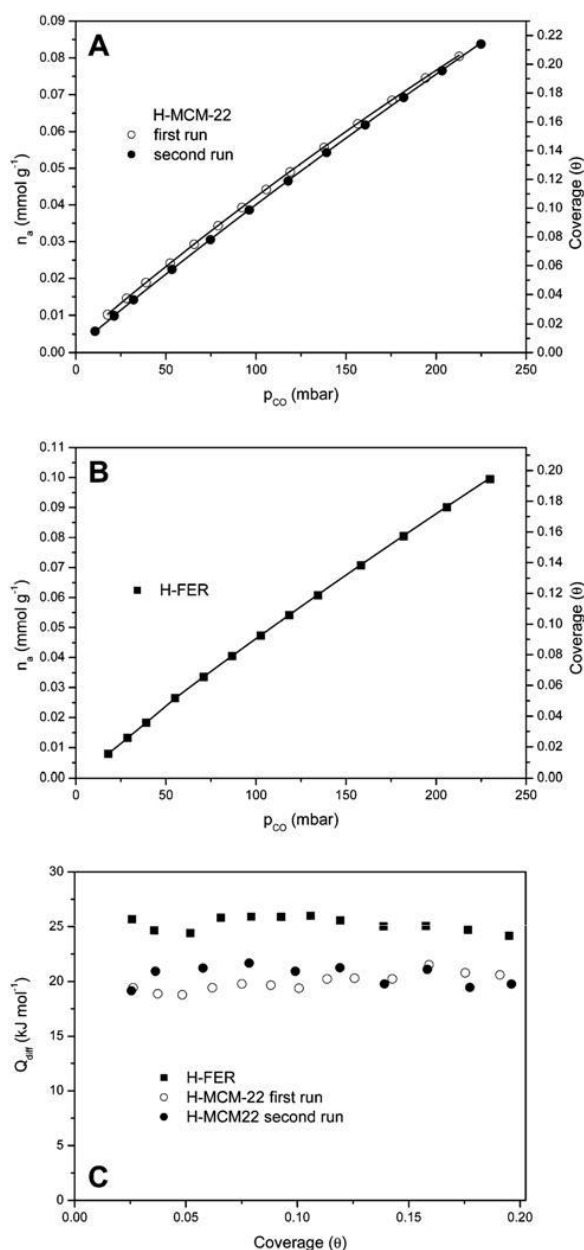 A
H-MCM-22
first run
second run
nₐ (mmol g⁻¹)
0.09
0.08
0.07
0.06
0.05
0.04
0.03
0.02
0.01
0.00
Coverage (θ)
0.22
0.20
0.18
0.16
0.14
0.12
0.10
0.08
0.06
0.04
0.02
0.00
0 50 100 150 200 250
p_CO (mbar)
B
H-FER
nₐ (mmol g⁻¹)
0.11
0.10
0.09
0.08
0.07
0.06
0.05
0.04
0.03
0.02
0.01
0.00
Coverage (θ)
0.20
0.18
0.16
0.14
0.12
0.10
0.08
0.06
0.04
0.02
0.00
0 50 100 150 200 250
p_CO (mbar)
Q_diff (kJ mol⁻¹)
30
25
20
15
10
5
0
H-FER
H-MCM-22 first run
H-MCM22 second run
C
0.00 0.05 0.10 0.15 0.20
Coverage (θ)